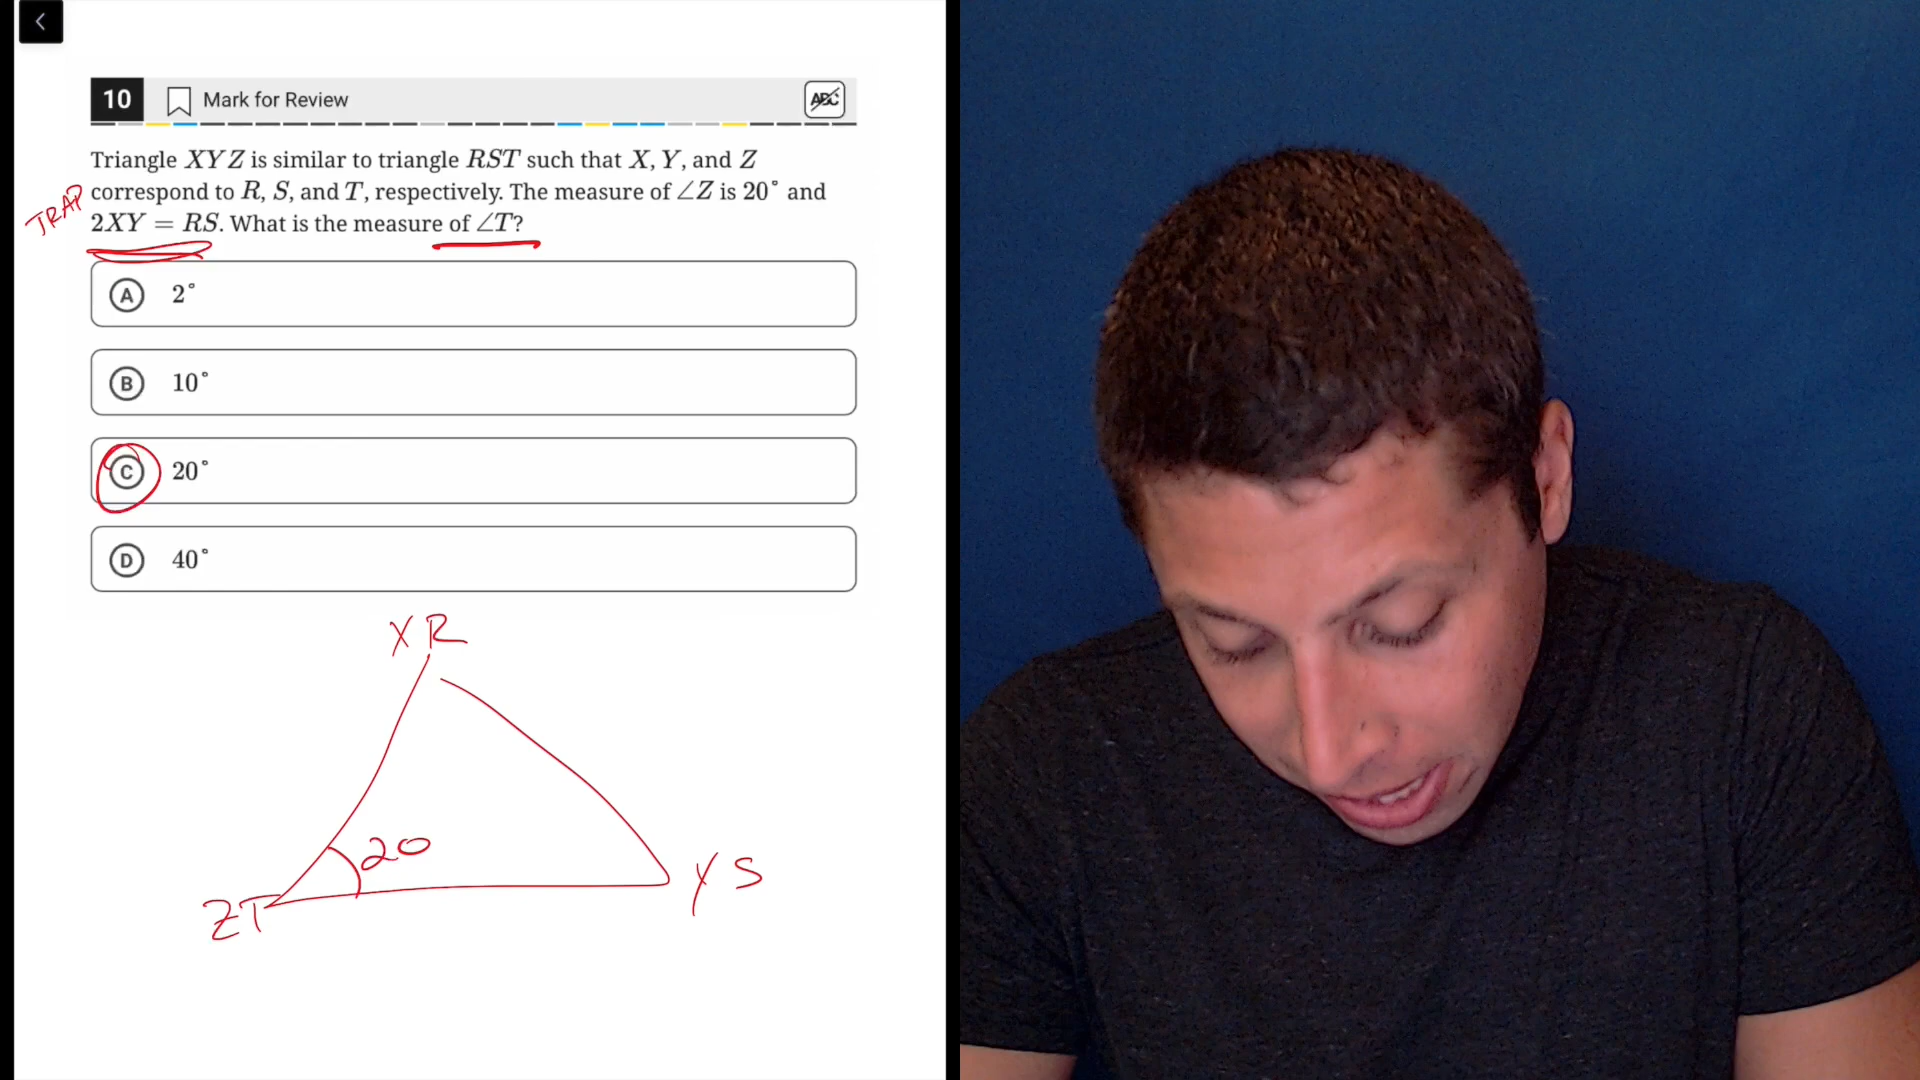 10 Mark for Review ABC
Triangle XYZ is similar to triangle RST such that X, Y, and Z
TRAP correspond to R, S, and T, respectively. The measure of ∠Z is 20° and
2XY = RS. What is the measure of ∠T?
A 2°
B 10°
C 20°
D 40°
X R
20
Z T Y S